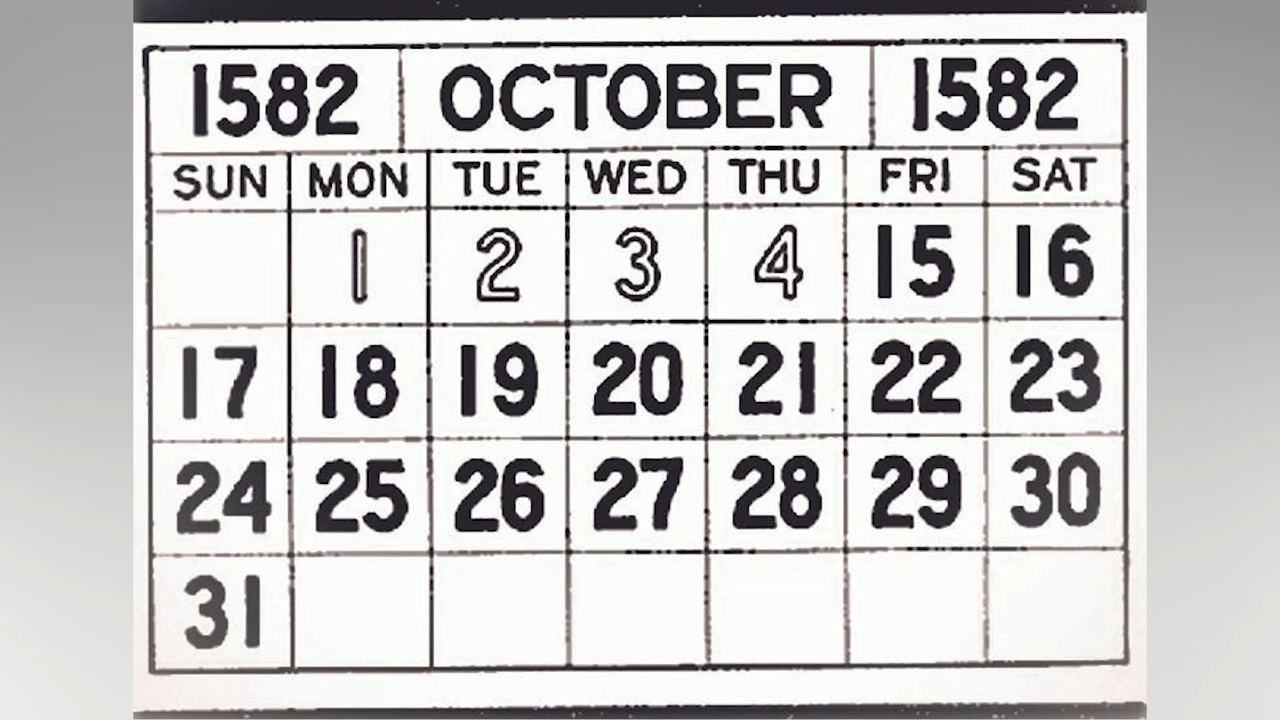 1582 OCTOBER 1582
SUN MON TUE WED THU FRI SAT
1 2 3 4 15 16
17 18 19 20 21 22 23
24 25 26 27 28 29 30
31